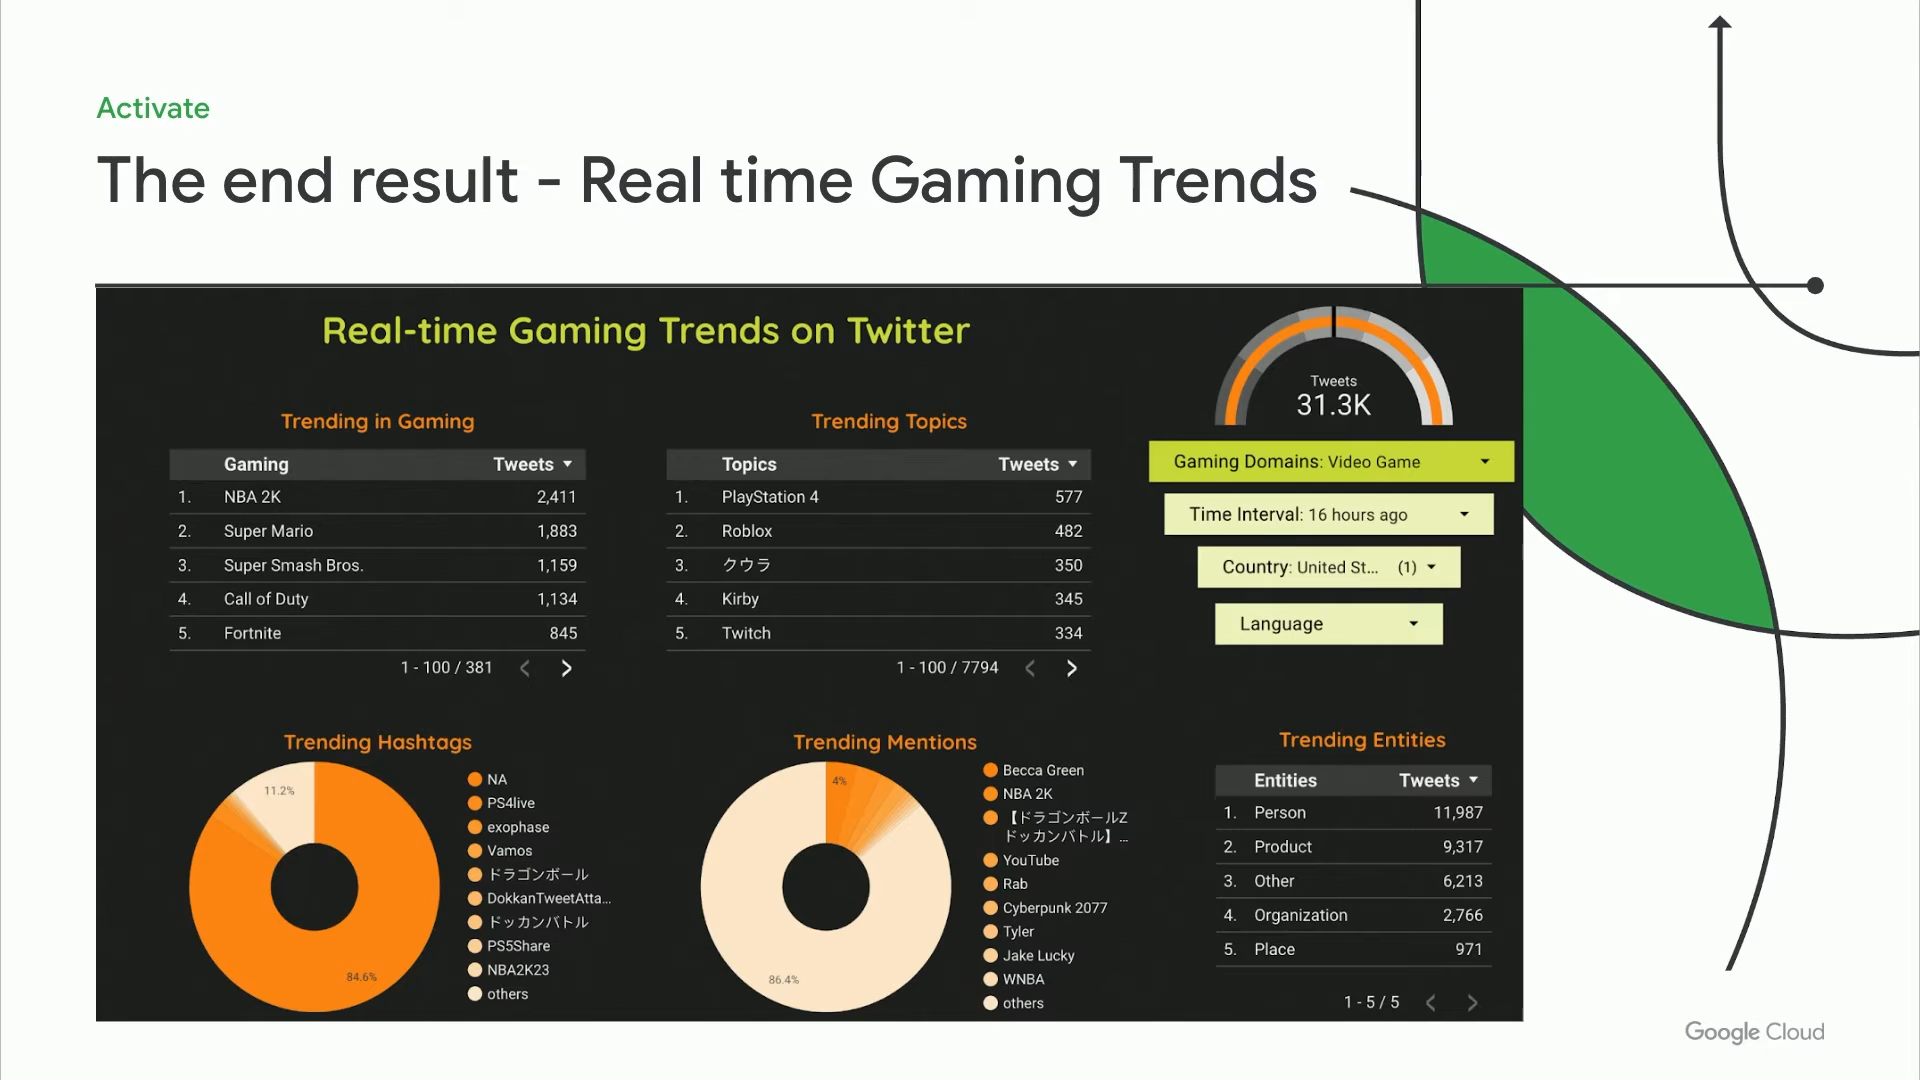 Activate
The end result - Real time Gaming Trends
Real-time Gaming Trends on Twitter
Tweets
31.3K
Gaming Domains: Video Game
Time Interval: 16 hours ago
Country: United St... (1)
Language
Trending in Gaming
Gaming Tweets
1. NBA 2K 2,411
2. Super Mario 1,883
3. Super Smash Bros. 1,159
4. Call of Duty 1,134
5. Fortnite 845
1 - 100 / 381
Trending Topics
Topics Tweets
1. PlayStation 4 577
2. Roblox 482
3. クウラ 350
4. Kirby 345
5. Twitch 334
1 - 100 / 7794
Trending Hashtags
11.2%
84.6%
NA
PS4live
exophase
Vamos
ドラゴンボール
DokkanTweetAtta...
ドッカンバトル
PS5Share
NBA2K23
others
Trending Mentions
4%
86.4%
Becca Green
NBA 2K
【ドラゴンボールZ
ドッカンバトル】...
YouTube
Rab
Cyberpunk 2077
Tyler
Jake Lucky
WNBA
others
Trending Entities
Entities Tweets
1. Person 11,987
2. Product 9,317
3. Other 6,213
4. Organization 2,766
5. Place 971
1 - 5 / 5
Google Cloud